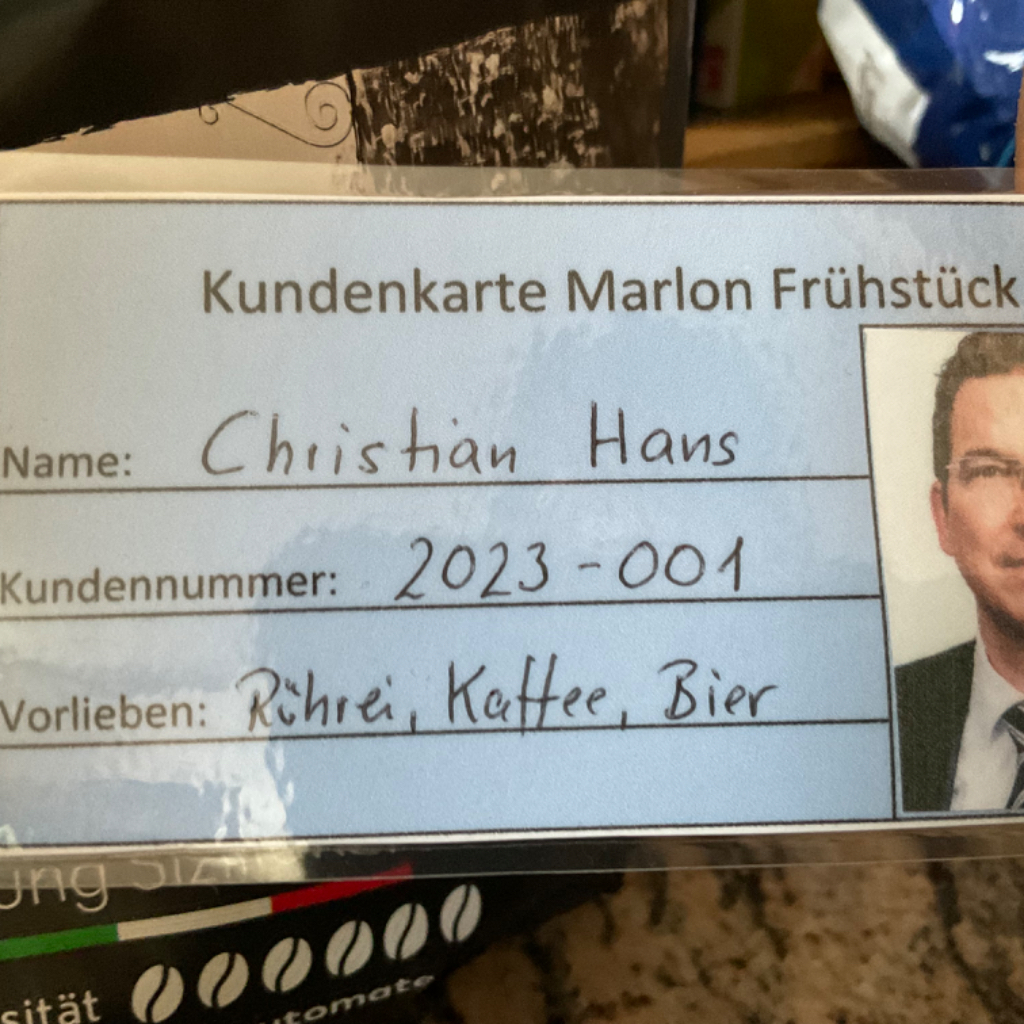 Kundenkarte Marlon Frühstück
Name: Christian Hans
Kundennummer: 2023-001
Vorlieben: Rührei, Kaffee, Bier